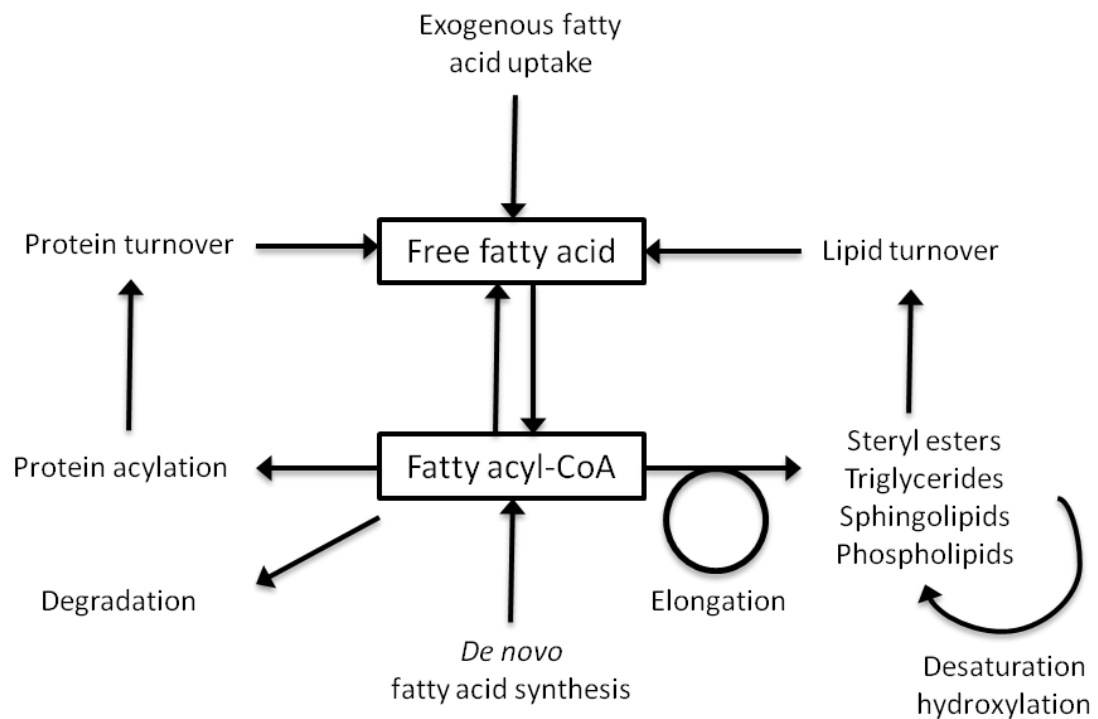 Exogenous fatty
acid uptake
Protein turnover
Free fatty acid
Lipid turnover
Protein acylation
Fatty acyl-CoA
Steryl esters
Triglycerides
Sphingolipids
Phospholipids
Degradation
Elongation
De novo
fatty acid synthesis
Desaturation
hydroxylation